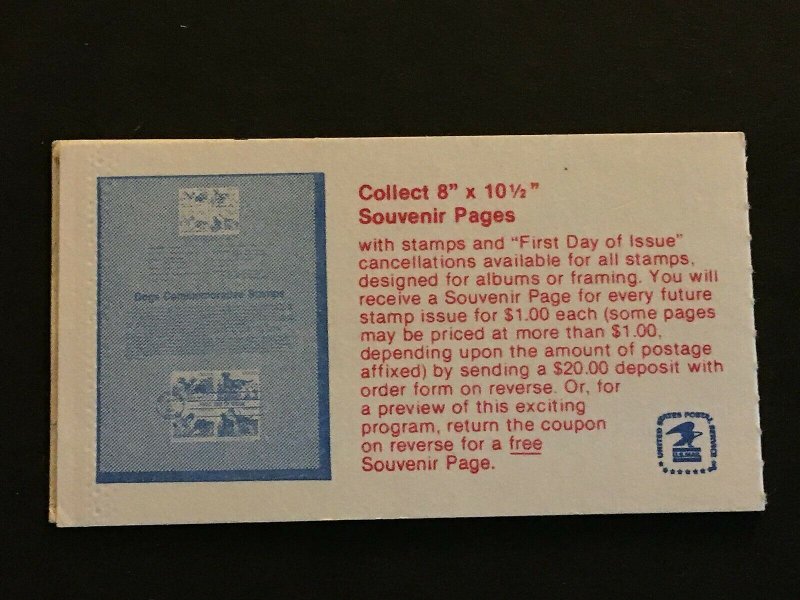 Dogs Commemorative Stamps
Collect 8" x 10½"
Souvenir Pages
with stamps and "First Day of Issue"
cancellations available for all stamps,
designed for albums or framing. You will
receive a Souvenir Page for every future
stamp issue for $1.00 each (some pages
may be priced at more than $1.00,
depending upon the amount of postage
affixed) by sending a $20.00 deposit with
order form on reverse. Or, for
a preview of this exciting
program, return the coupon
on reverse for a free
Souvenir Page.
UNITED STATES POSTAL SERVICE
U.S. MAIL